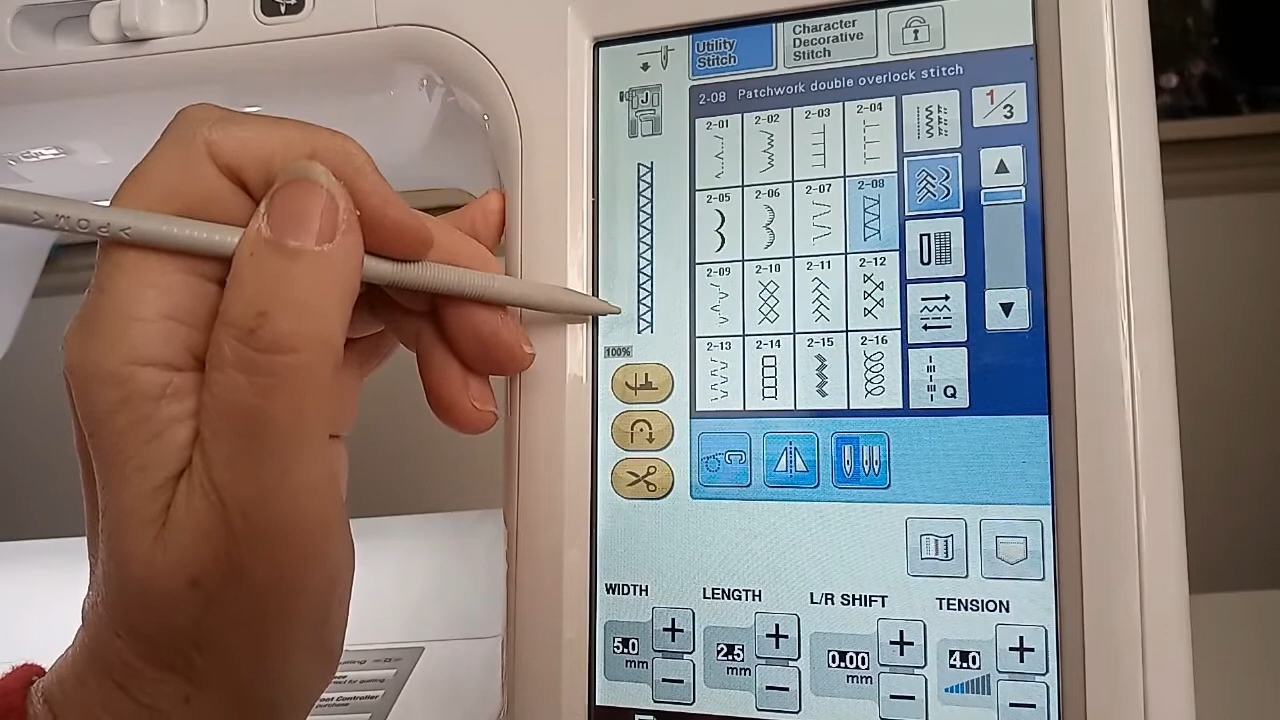 Utility
Stitch
Character
Decorative
Stitch
2-08 Patchwork double overlock stitch
1/3
J
2-01 2-02 2-03 2-04
2-05 2-06 2-07 2-08
2-09 2-10 2-11 2-12
2-13 2-14 2-15 2-16
Q
100%
WIDTH LENGTH L/R SHIFT TENSION
5.0 mm 2.5 mm 0.00 mm 4.0
Foot Controller